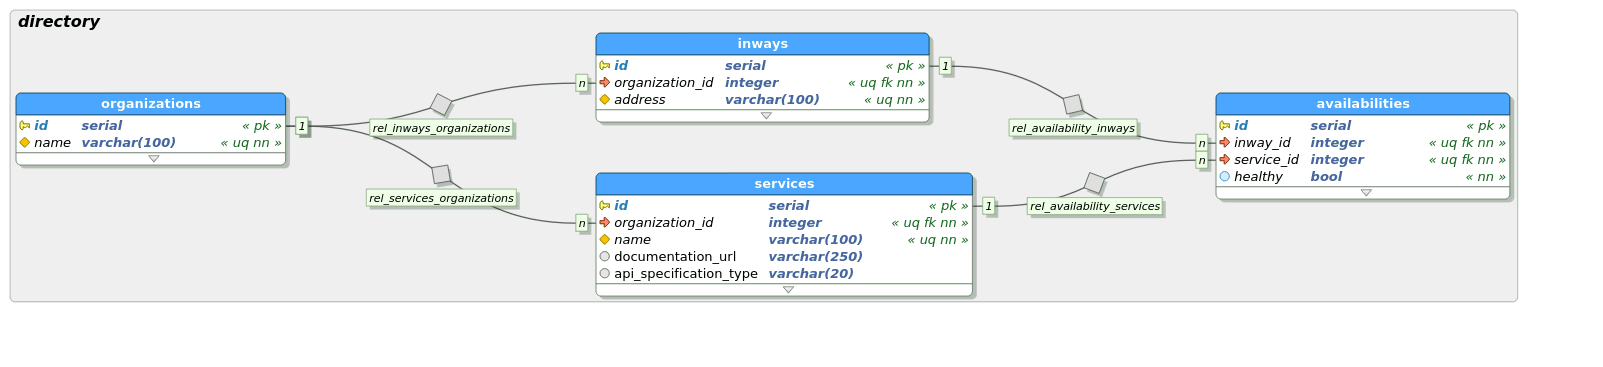 directory
organizations
id serial « pk »
name varchar(100) « uq nn »
1
rel_inways_organizations
rel_services_organizations
n
n
inways
id serial « pk »
organization_id integer « uq fk nn »
address varchar(100) « uq nn »
1
services
id serial « pk »
organization_id integer « uq fk nn »
name varchar(100) « uq nn »
documentation_url varchar(250)
api_specification_type varchar(20)
1
rel_availability_inways
rel_availability_services
n
n
availabilities
id serial « pk »
inway_id integer « uq fk nn »
service_id integer « uq fk nn »
healthy bool « nn »